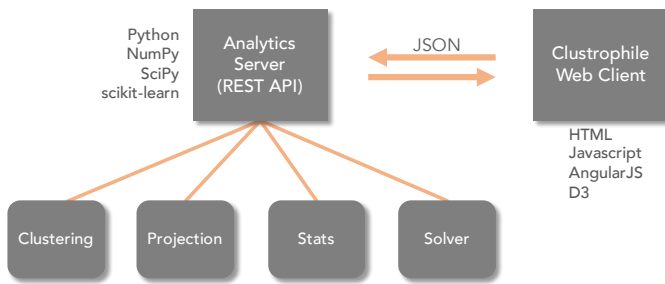 Python
NumPy
SciPy
scikit-learn
Analytics
Server
(REST API)
JSON
Clustrophile
Web Client
HTML
Javascript
AngularJS
D3
Clustering
Projection
Stats
Solver